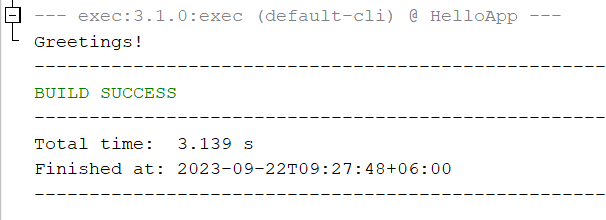 --- exec:3.1.0:exec (default-cli) @ HelloApp ---
Greetings!
------------------------------------------------
BUILD SUCCESS
------------------------------------------------
Total time:  3.139 s
Finished at: 2023-09-22T09:27:48+06:00
------------------------------------------------